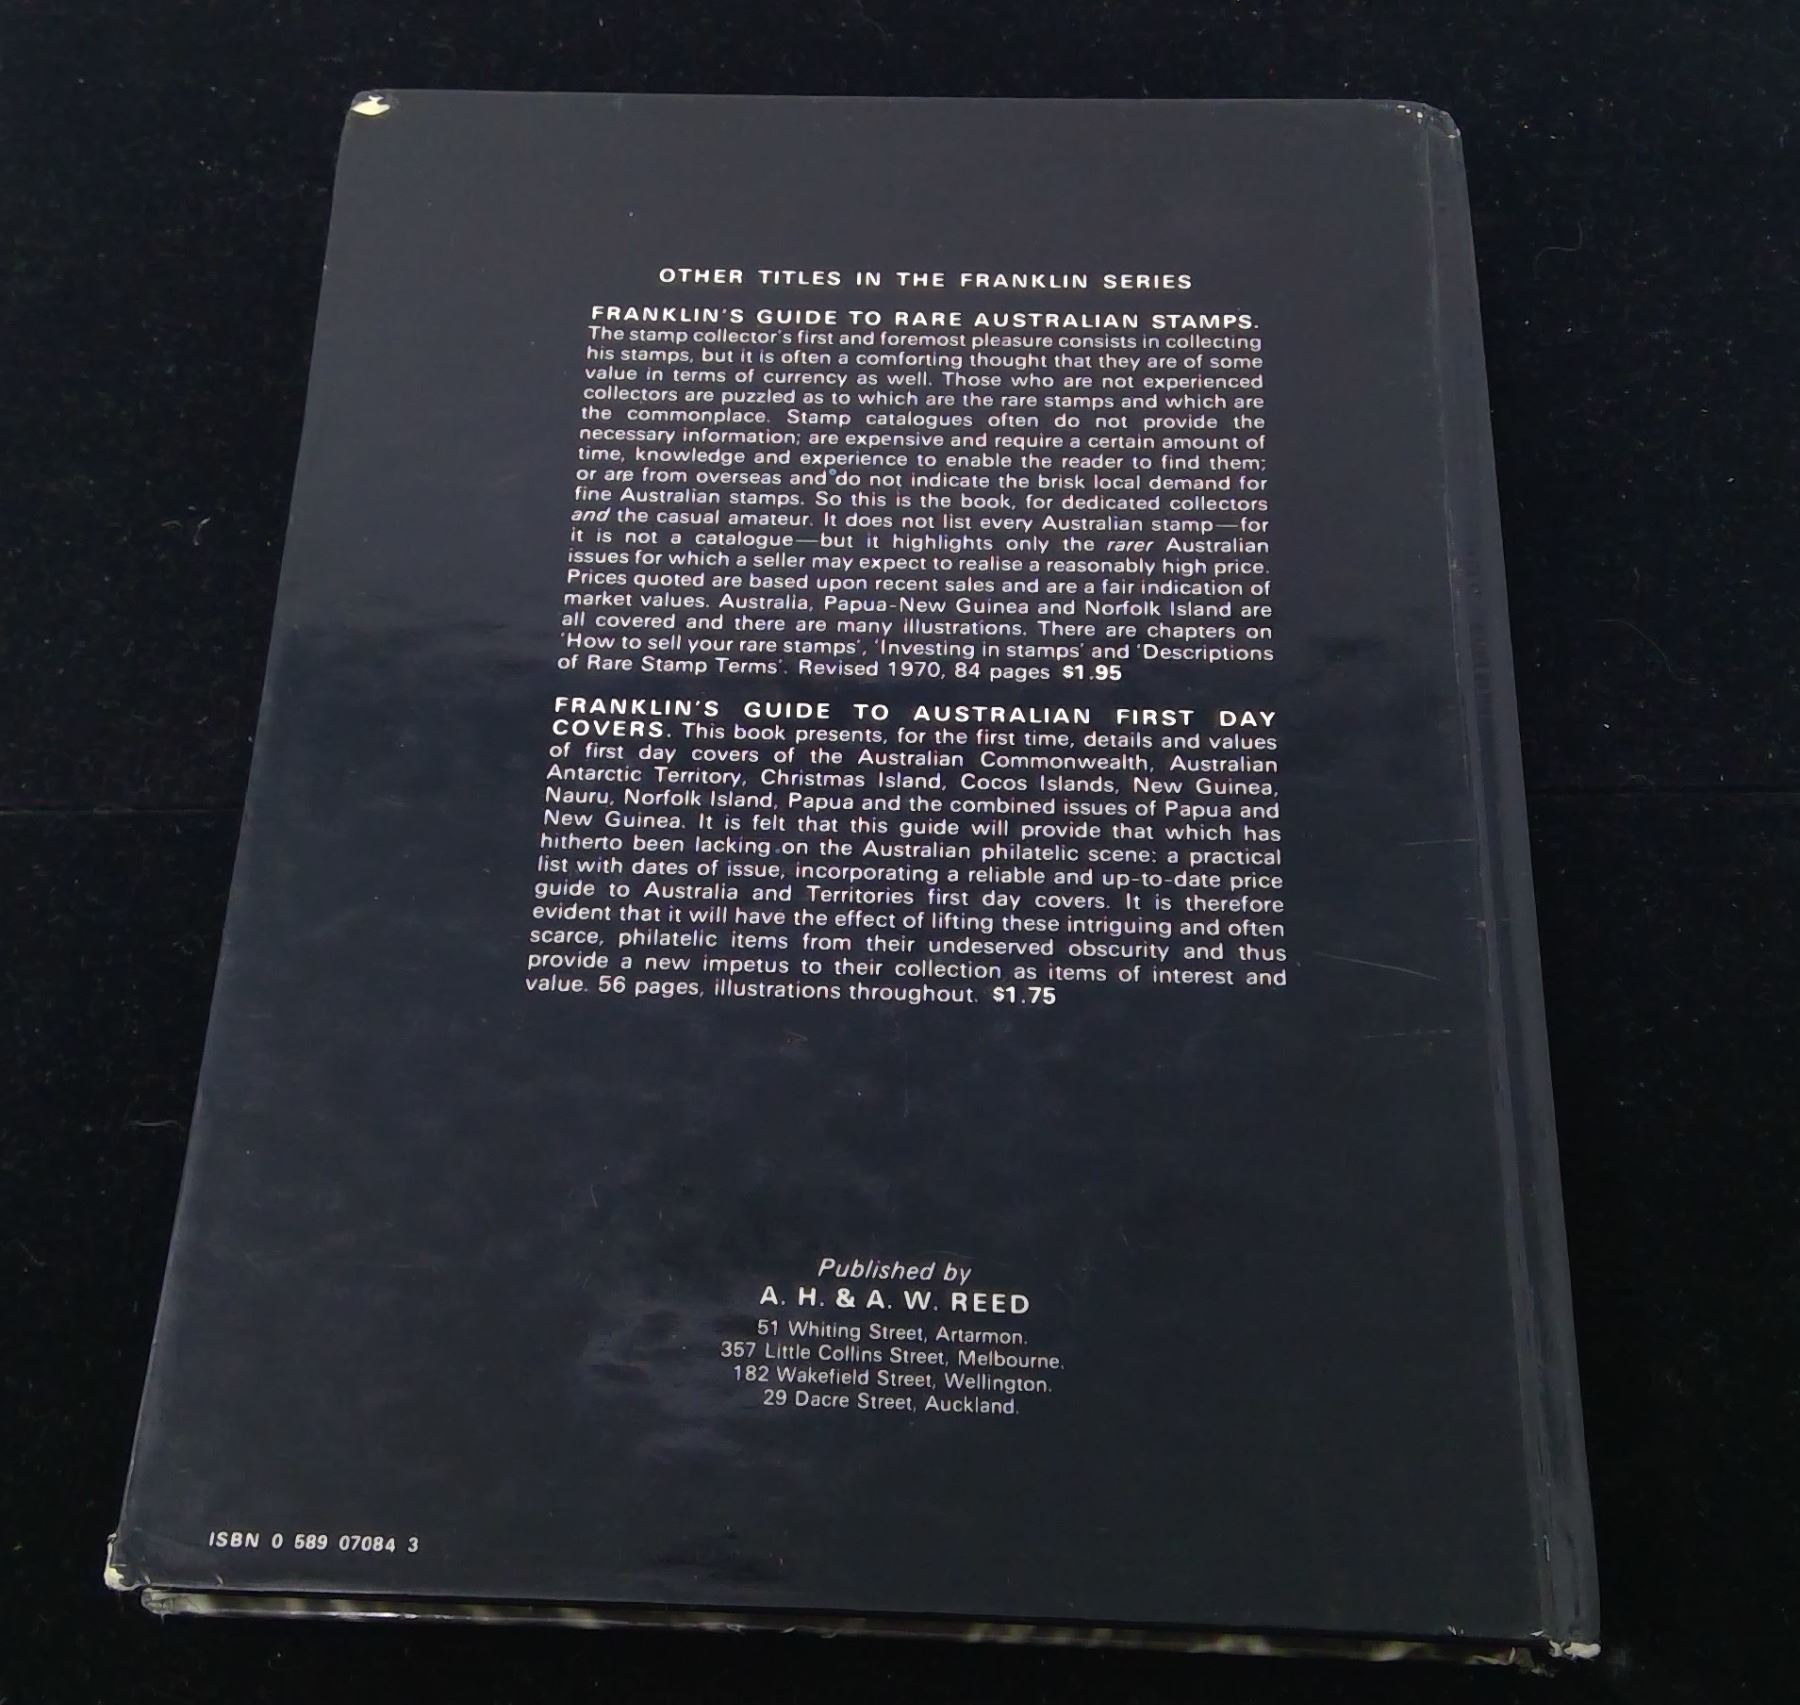 OTHER TITLES IN THE FRANKLIN SERIES
FRANKLIN'S GUIDE TO RARE AUSTRALIAN STAMPS.
The stamp collector's first and foremost pleasure consists in collecting
his stamps, but it is often a comforting thought that they are of some
value in terms of currency as well. Those who are not experienced
collectors are puzzled as to which are the rare stamps and which are
the commonplace. Stamp catalogues often do not provide the
necessary information; are expensive and require a certain amount of
time, knowledge and experience to enable the reader to find them;
or are from overseas and do not indicate the brisk local demand for
fine Australian stamps. So this is the book, for dedicated collectors
and the casual amateur. It does not list every Australian stamp—for
it is not a catalogue—but it highlights only the rarer Australian
issues for which a seller may expect to realise a reasonably high price.
Prices quoted are based upon recent sales and are a fair indication of
market values. Australia, Papua-New Guinea and Norfolk Island are
all covered and there are many illustrations. There are chapters on
'How to sell your rare stamps', 'Investing in stamps' and 'Descriptions
of Rare Stamp Terms'. Revised 1970, 84 pages $1.95
FRANKLIN'S GUIDE TO AUSTRALIAN FIRST DAY
COVERS. This book presents, for the first time, details and values
of first day covers of the Australian Commonwealth, Australian
Antarctic Territory, Christmas Island, Cocos Islands, New Guinea,
Nauru, Norfolk Island, Papua and the combined issues of Papua and
New Guinea. It is felt that this guide will provide that which has
hitherto been lacking on the Australian philatelic scene: a practical
list with dates of issue, incorporating a reliable and up-to-date price
guide to Australia and Territories first day covers. It is therefore
evident that it will have the effect of lifting these intriguing and often
scarce, philatelic items from their undeserved obscurity and thus
provide a new impetus to their collection as items of interest and
value. 56 pages, illustrations throughout. $1.75
Published by
A. H. & A. W. REED
51 Whiting Street, Artarmon.
357 Little Collins Street, Melbourne.
182 Wakefield Street, Wellington.
29 Dacre Street, Auckland.
ISBN 0 589 07084 3